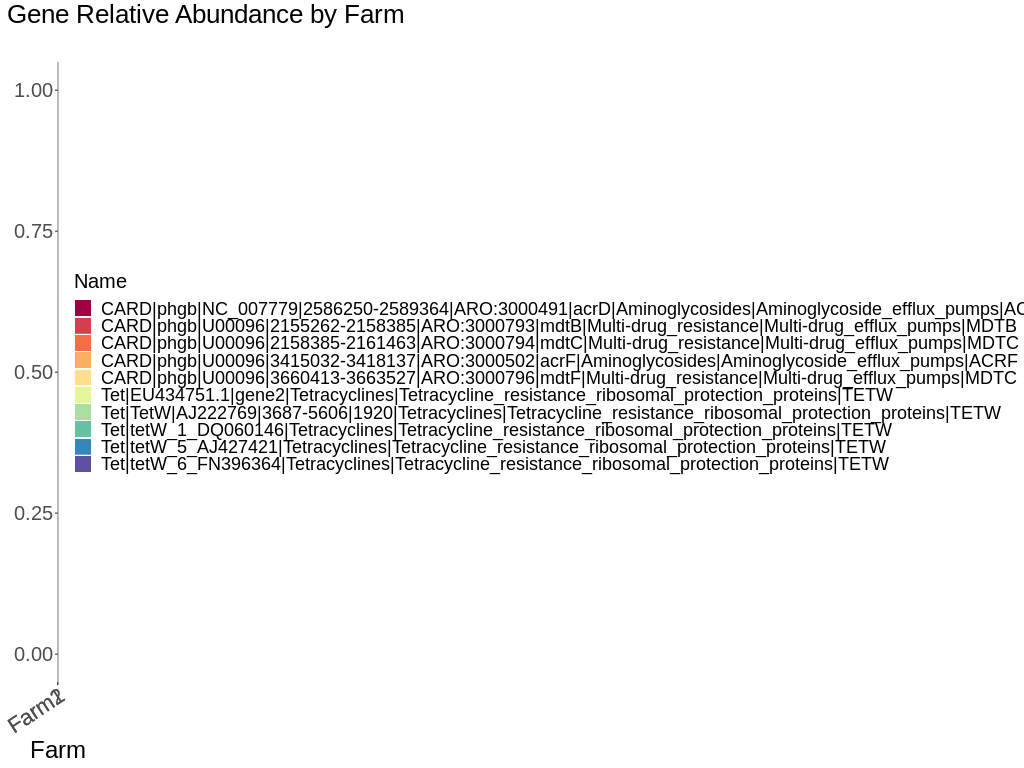 Gene Relative Abundance by Farm
1.00
0.75
Name
CARD|phgb|NC_007779|2586250-2589364|ARO:3000491|acrD|Aminoglycosides|Aminoglycoside_efflux_pumps|AC
CARD|phgb|U00096|2155262-2158385|ARO:3000793|mdtB|Multi-drug_resistance|Multi-drug_efflux_pumps|MDTB
CARD|phgb|U00096|2158385-2161463|ARO:3000794|mdtC|Multi-drug_resistance|Multi-drug_efflux_pumps|MDTC
CARD|phgb|U00096|3415032-3418137|ARO:3000502|acrF|Aminoglycosides|Aminoglycoside_efflux_pumps|ACRF
0.50
CARD|phgb|U00096|3660413-3663527|ARO:3000796|mdtF|Multi-drug_resistance|Multi-drug_efflux_pumps|MDTC
Tet|EU434751.1|gene2|Tetracyclines|Tetracycline_resistance_ribosomal_protection_proteins|TETW
Tet|TetW|AJ222769|3687-5606|1920|Tetracyclines|Tetracycline_resistance_ribosomal_protection_proteins|TETW
Tet|tetW_1_DQ060146|Tetracyclines|Tetracycline_resistance_ribosomal_protection_proteins|TETW
Tet|tetW_5_AJ427421|Tetracyclines|Tetracycline_resistance_ribosomal_protection_proteins|TETW
Tet|tetW_6_FN396364|Tetracyclines|Tetracycline_resistance_ribosomal_protection_proteins|TETW
0.25
0.00
Farm